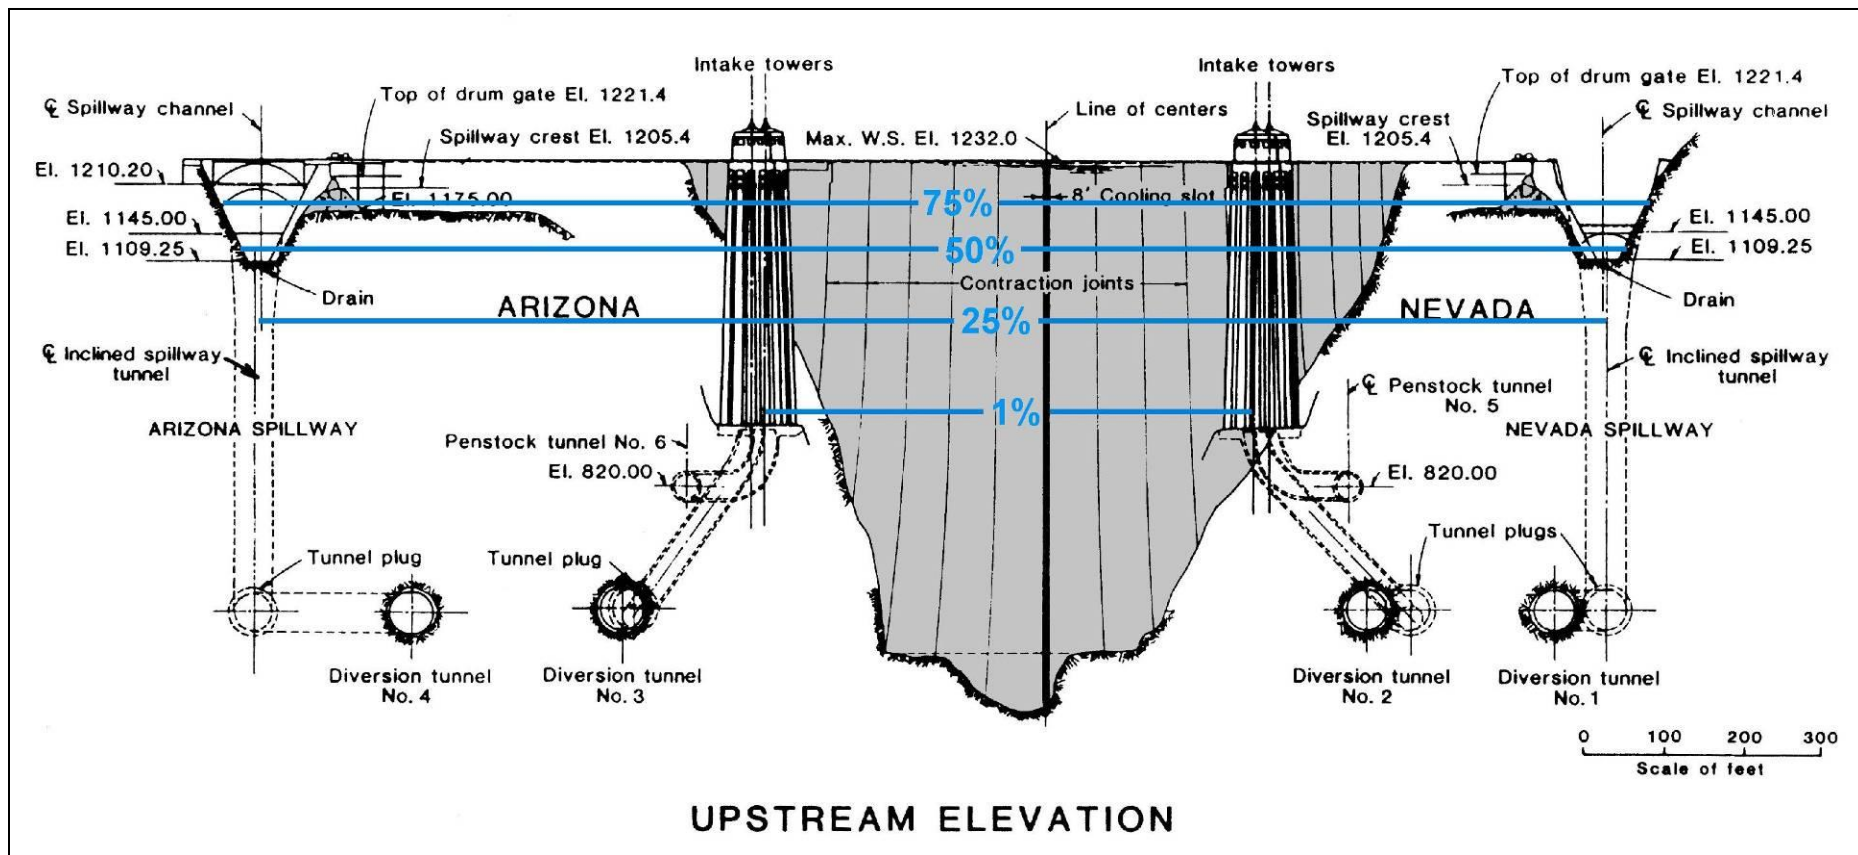 Intake towers
Intake towers
Top of drum gate El. 1221.4
℄ Spillway channel
Spillway crest El. 1205.4
Max. W.S. El. 1232.0
Line of centers
Top of drum gate El. 1221.4
Spillway crest
El. 1205.4
℄ Spillway channel
El. 1210.20
El. 1175.00
75%
8' Cooling slot
El. 1145.00
El. 1145.00
50%
El. 1109.25
El. 1109.25
Drain
Contraction joints
Drain
ARIZONA
NEVADA
25%
℄ Inclined spillway
tunnel
℄ Inclined spillway
tunnel
℄ Penstock tunnel
No. 5
1%
ARIZONA SPILLWAY
NEVADA SPILLWAY
Penstock tunnel No. 6
El. 820.00
El. 820.00
Tunnel plug
Tunnel plug
Tunnel plugs
Diversion tunnel
No. 4
Diversion tunnel
No. 3
Diversion tunnel
No. 2
Diversion tunnel
No. 1
0 100 200 300
Scale of feet
UPSTREAM ELEVATION